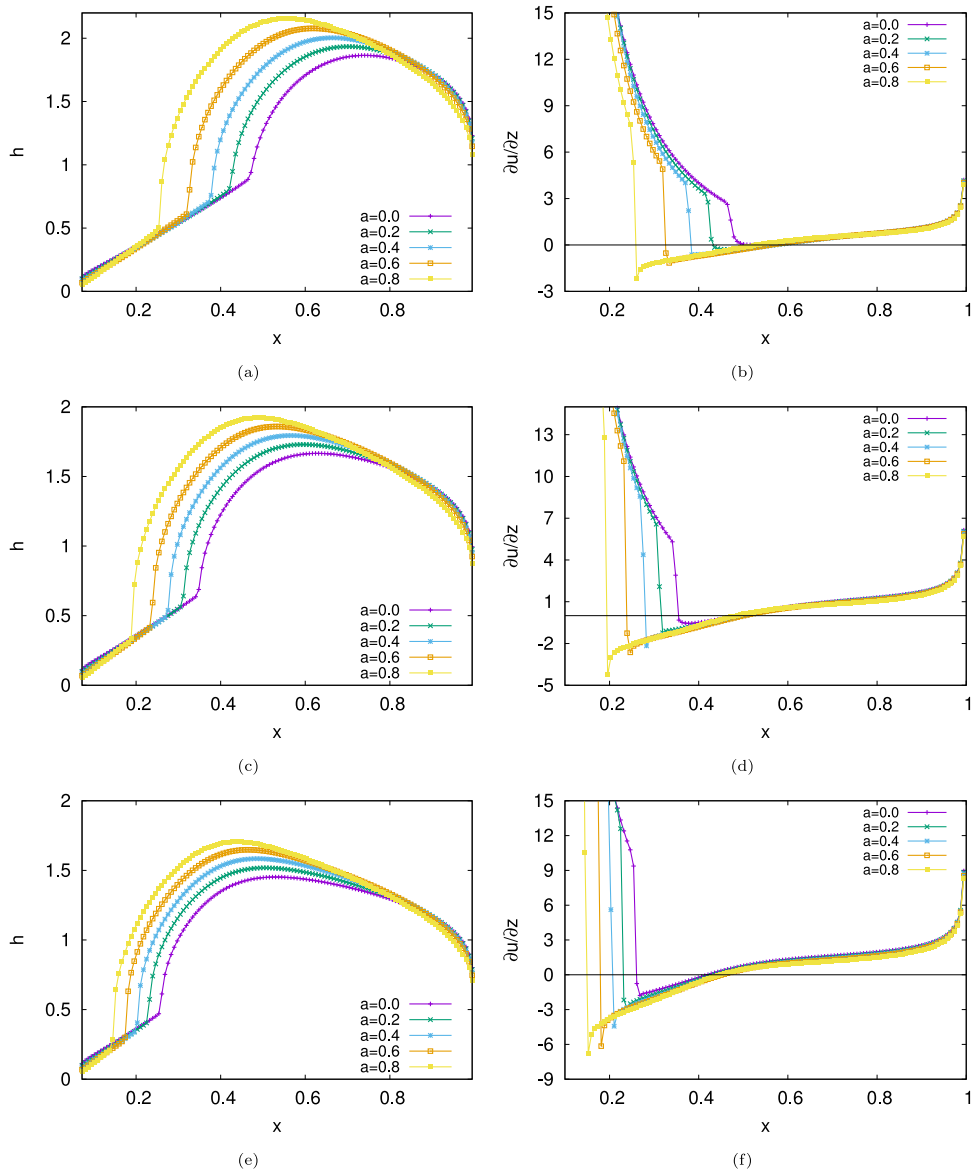 h
2
1.5
1
0.5
0
0.2
0.4
0.6
0.8
x
a=0.0
a=0.2
a=0.4
a=0.6
a=0.8
(a)
∂u/∂z
15
12
9
6
3
0
-3
0.2
0.4
0.6
0.8
1
x
a=0.0
a=0.2
a=0.4
a=0.6
a=0.8
(b)
h
2
1.5
1
0.5
0
0.2
0.4
0.6
0.8
x
a=0.0
a=0.2
a=0.4
a=0.6
a=0.8
(c)
∂u/∂z
13
10
7
4
1
-2
-5
0.2
0.4
0.6
0.8
1
x
a=0.0
a=0.2
a=0.4
a=0.6
a=0.8
(d)
h
2
1.5
1
0.5
0
0.2
0.4
0.6
0.8
x
a=0.0
a=0.2
a=0.4
a=0.6
a=0.8
(e)
∂u/∂z
15
12
9
6
3
0
-3
-6
-9
0.2
0.4
0.6
0.8
1
x
a=0.0
a=0.2
a=0.4
a=0.6
a=0.8
(f)